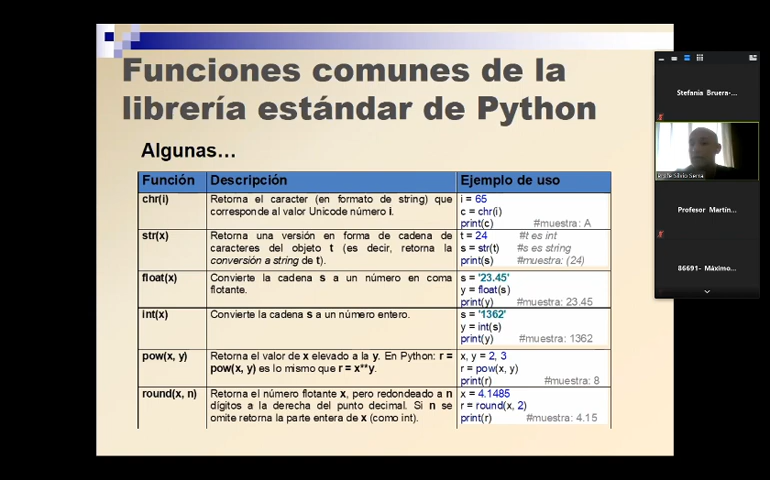 Funciones comunes de la
librería estándar de Python
Algunas...
Función Descripción Ejemplo de uso
chr(i) Retorna el caracter (en formato de string) que i = 65
corresponde al valor Unicode número i. c = chr(i)
print(c) #muestra: A
str(x) Retorna una versión en forma de cadena de t = 24 #t es int
caracteres del objeto t (es decir, retorna la s = str(t) #s es string
conversión a string de t). print(s) #muestra: (24)
float(x) Convierte la cadena s a un número en coma s = '23.45'
flotante. y = float(s)
print(y) #muestra: 23.45
int(x) Convierte la cadena s a un número entero. s = '1362'
y = int(s)
print(y) #muestra: 1362
pow(x, y) Retorna el valor de x elevado a la y. En Python: r = x, y = 2, 3
pow(x, y) es lo mismo que r = x**y. r = pow(x, y)
print(r) #muestra: 8
round(x, n) Retorna el número flotante x, pero redondeado a n x = 4.1485
dígitos a la derecha del punto decimal. Si n se r = round(x, 2)
omite retorna la parte entera de x (como int). print(r) #muestra: 4.15
Stefanía Bruera-...
Silvio Serra
Profesor Martín...
86691- Máximo...